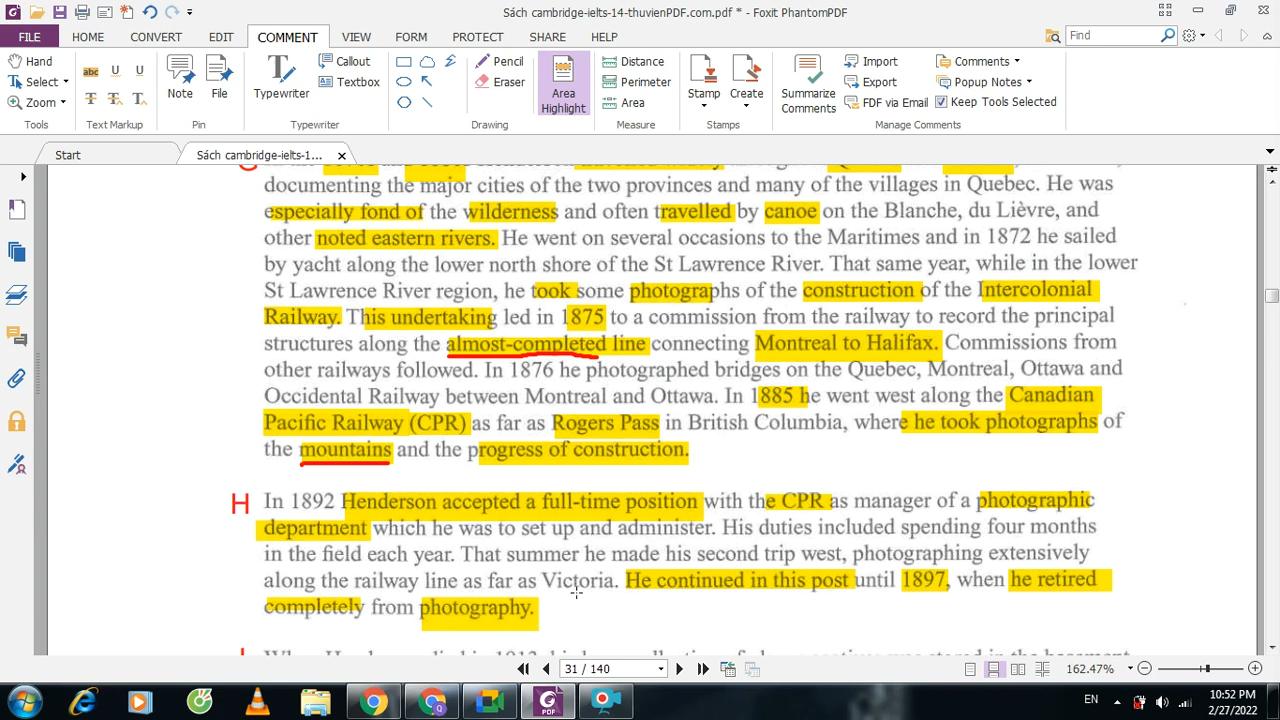 Sách cambridge-ielts-14-thuvienPDF.com.pdf * - Foxit PhantomPDF
FILE HOME CONVERT EDIT COMMENT VIEW FORM PROTECT SHARE HELP Find
Hand Callout Pencil Distance Import Comments
Select Textbox Eraser Perimeter Export Popup Notes
Zoom Note File Typewriter Area Highlight Area Stamp Create Summarize Comments FDF via Email Keep Tools Selected
Tools Text Markup Pin Typewriter Drawing Measure Stamps Manage Comments
Start Sách cambridge-ielts-1...
documenting the major cities of the two provinces and many of the villages in Quebec. He was
especially fond of the wilderness and often travelled by canoe on the Blanche, du Lièvre, and
other noted eastern rivers. He went on several occasions to the Maritimes and in 1872 he sailed
by yacht along the lower north shore of the St Lawrence River. That same year, while in the lower
St Lawrence River region, he took some photographs of the construction of the Intercolonial
Railway. This undertaking led in 1875 to a commission from the railway to record the principal
structures along the almost-completed line connecting Montreal to Halifax. Commissions from
other railways followed. In 1876 he photographed bridges on the Quebec, Montreal, Ottawa and
Occidental Railway between Montreal and Ottawa. In 1885 he went west along the Canadian
Pacific Railway (CPR) as far as Rogers Pass in British Columbia, where he took photographs of
the mountains and the progress of construction.
H In 1892 Henderson accepted a full-time position with the CPR as manager of a photographic
department which he was to set up and administer. His duties included spending four months
in the field each year. That summer he made his second trip west, photographing extensively
along the railway line as far as Victoria. He continued in this post until 1897, when he retired
completely from photography.
31 / 140 162.47%
EN 10:52 PM
2/27/2022